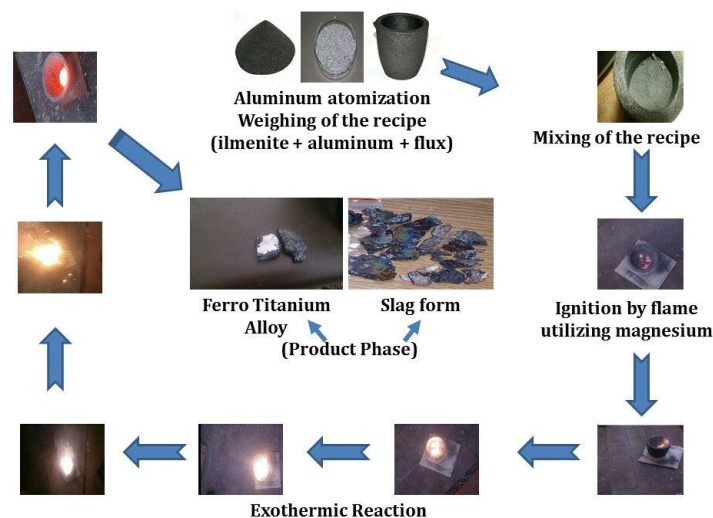 Aluminum atomization
Weighing of the recipe
(ilmenite + aluminum + flux)
Mixing of the recipe
Ignition by flame
utilizing magnesium
Ferro Titanium
Alloy
Slag form
(Product Phase)
Exothermic Reaction